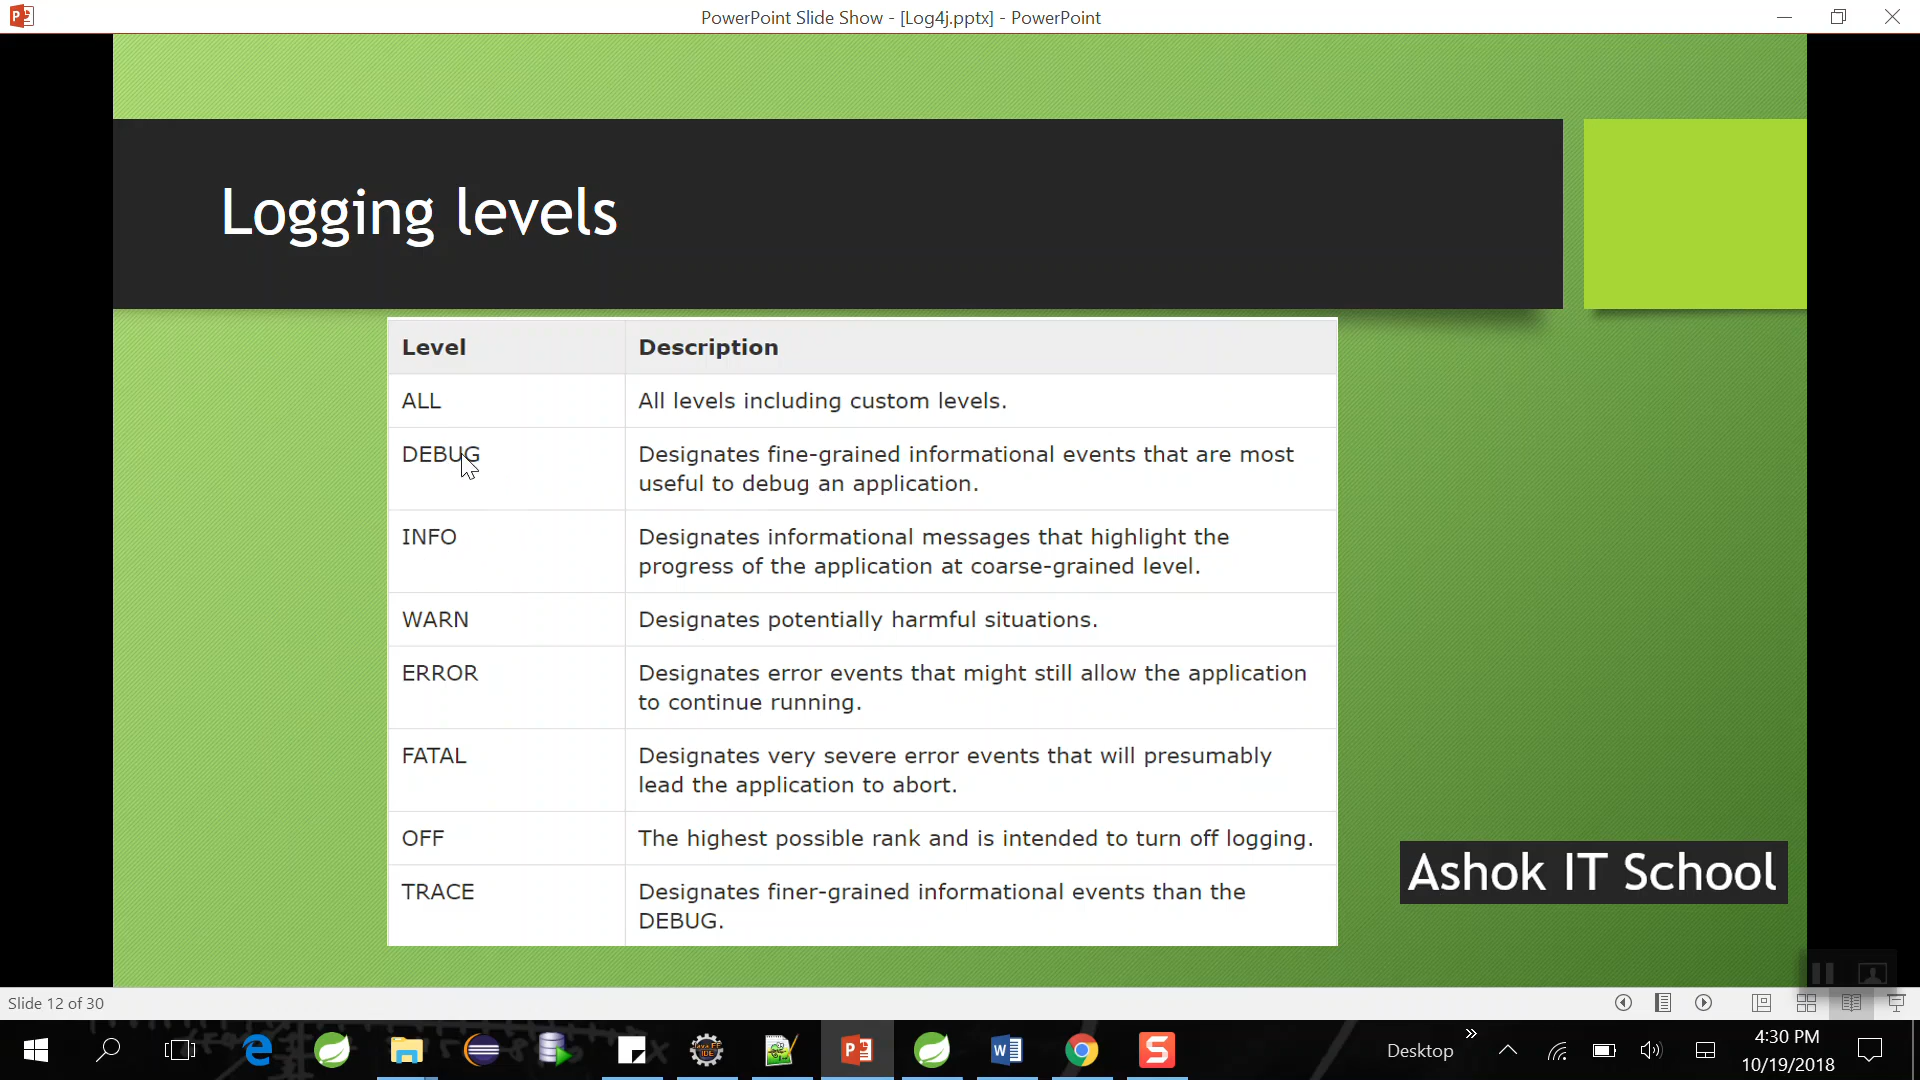 PowerPoint Slide Show - [Log4j.pptx] - PowerPoint
Logging levels
Level Description
ALL All levels including custom levels.
DEBUG Designates fine-grained informational events that are most
useful to debug an application.
INFO Designates informational messages that highlight the
progress of the application at coarse-grained level.
WARN Designates potentially harmful situations.
ERROR Designates error events that might still allow the application
to continue running.
FATAL Designates very severe error events that will presumably
lead the application to abort.
OFF The highest possible rank and is intended to turn off logging.
TRACE Designates finer-grained informational events than the
DEBUG.
Ashok IT School
Slide 12 of 30
Desktop
4:30 PM
10/19/2018